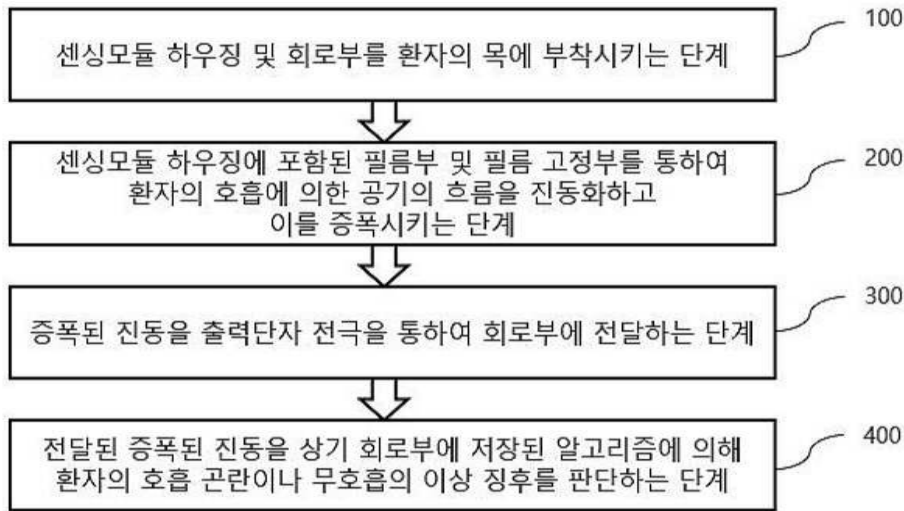 100
센싱모듈 하우징 및 회로부를 환자의 목에 부착시키는 단계
200
센싱모듈 하우징에 포함된 필름부 및 필름 고정부를 통하여
환자의 호흡에 의한 공기의 흐름을 진동화하고
이를 증폭시키는 단계
300
증폭된 진동을 출력단자 전극을 통하여 회로부에 전달하는 단계
400
전달된 증폭된 진동을 상기 회로부에 저장된 알고리즘에 의해
환자의 호흡 곤란이나 무호흡의 이상 징후를 판단하는 단계